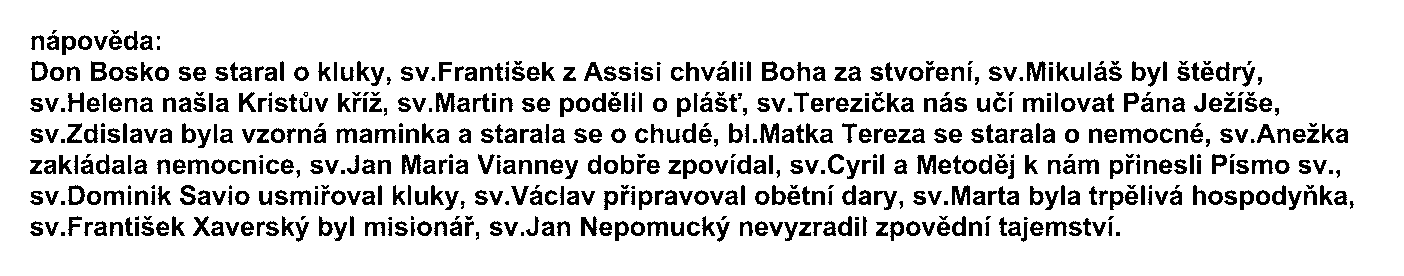 nápověda:
Don Bosko se staral o kluky, sv.František z Assisi chválil Boha za stvoření, sv.Mikuláš byl štědrý,
sv.Helena našla Kristův kříž, sv.Martin se podělil o plášť, sv.Terezička nás učí milovat Pána Ježíše,
sv.Zdislava byla vzorná maminka a starala se o chudé, bl.Matka Tereza se starala o nemocné, sv.Anežka
zakládala nemocnice, sv.Jan Maria Vianney dobře zpovídal, sv.Cyril a Metoděj k nám přinesli Písmo sv.,
sv.Dominik Savio usmiřoval kluky, sv.Václav připravoval obětní dary, sv.Marta byla trpělivá hospodyňka,
sv.František Xaverský byl misionář, sv.Jan Nepomucký nevyzradil zpovědní tajemství.